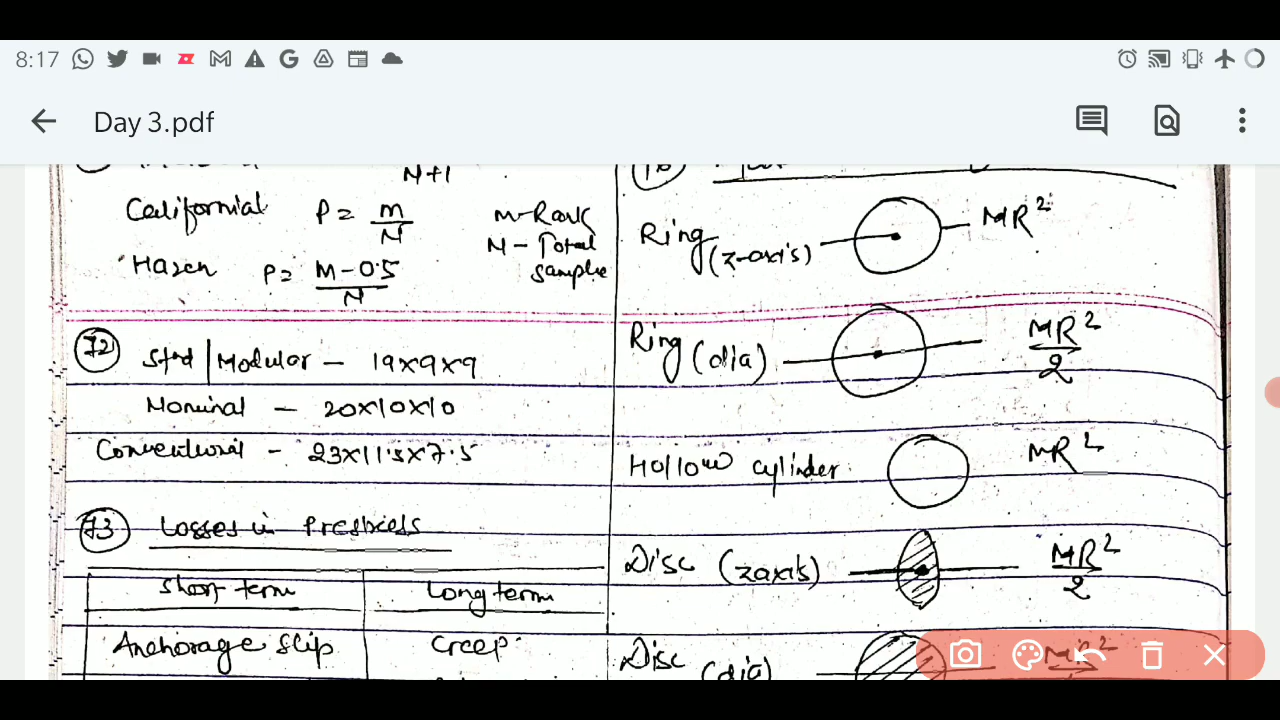 8:17
Day 3.pdf
N+1
Californial P = m/N
m-Rank
N - Total sample
Hazen P = m-0.5/N
72
Std/Modular - 19x9x9
Nominal - 20x10x10
Conventional - 23x11.5x7.5
73 Losses in Prestress
Short term Long term
Anchorage slip Creep
Ring (z-axis) MR²
Ring (dia) MR²/2
Hollow cylinder MR²
Disc (z axis) MR²/2
Disc (dia) MR²